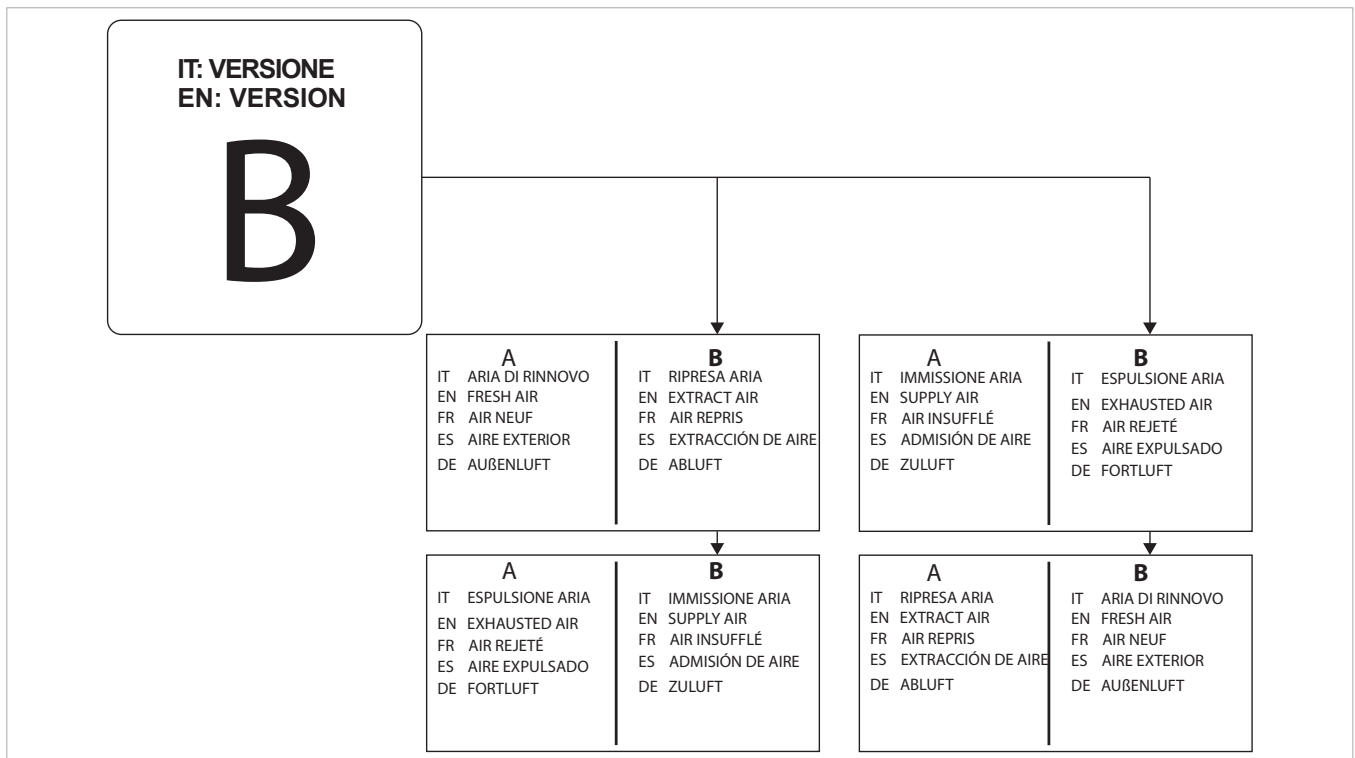 IT: VERSIONE
EN: VERSION
B
A
IT ARIA DI RINNOVO
EN FRESH AIR
FR AIR NEUF
ES AIRE EXTERIOR
DE AUßENLUFT
B
IT RIPRESA ARIA
EN EXTRACT AIR
FR AIR REPRIS
ES EXTRACCIÓN DE AIRE
DE ABLUFT
A
IT IMMISSIONE ARIA
EN SUPPLY AIR
FR AIR INSUFFLÉ
ES ADMISIÓN DE AIRE
DE ZULUFT
B
IT ESPULSIONE ARIA
EN EXHAUSTED AIR
FR AIR REJETÉ
ES AIRE EXPULSADO
DE FORTLUFT
A
IT ESPULSIONE ARIA
EN EXHAUSTED AIR
FR AIR REJETÉ
ES AIRE EXPULSADO
DE FORTLUFT
B
IT IMMISSIONE ARIA
EN SUPPLY AIR
FR AIR INSUFFLÉ
ES ADMISIÓN DE AIRE
DE ZULUFT
A
IT RIPRESA ARIA
EN EXTRACT AIR
FR AIR REPRIS
ES EXTRACCIÓN DE AIRE
DE ABLUFT
B
IT ARIA DI RINNOVO
EN FRESH AIR
FR AIR NEUF
ES AIRE EXTERIOR
DE AUßENLUFT